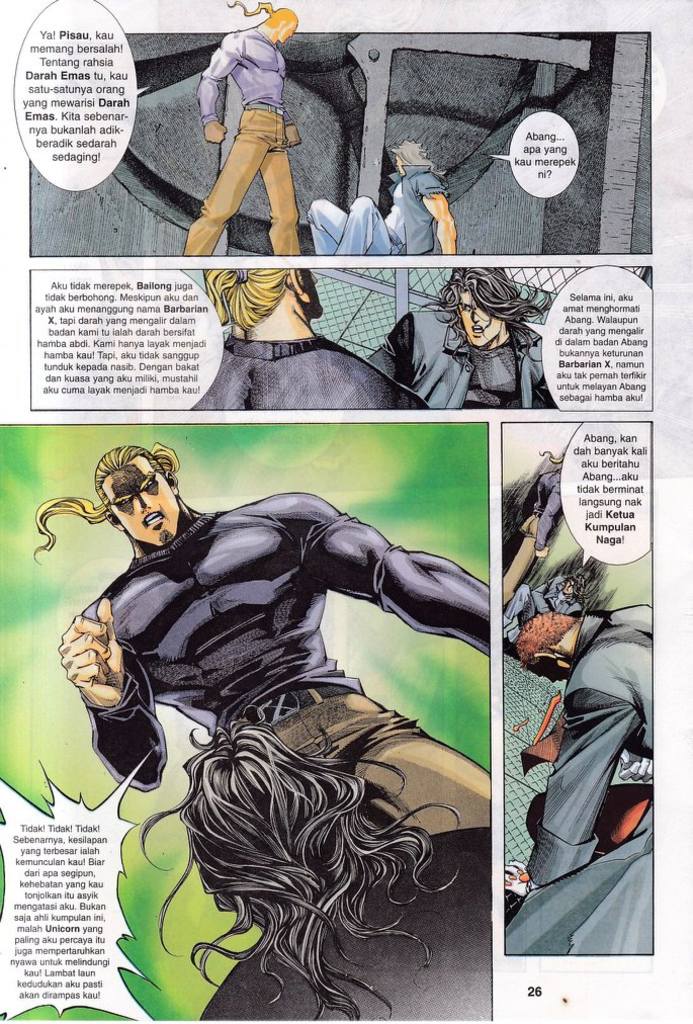 Ya! Pisau, kau
memang bersalah!
Tentang rahsia
Darah Emas tu, kau
satu-satunya orang
yang mewarisi Darah
Emas. Kita sebenar-
nya bukanlah adik-
beradik sedarah
sedaging!
Abang...
apa yang
kau merepek
ni?
Aku tidak merepek, Bailong juga
tidak berbohong. Meskipun aku dan
ayah aku menanggung nama Barbarian
X, tapi darah yang mengalir dalam
badan kami tu ialah darah bersifat
hamba abdi. Kami hanya layak menjadi
hamba kau! Tapi, aku tidak sanggup
tunduk kepada nasib. Dengan bakat
dan kuasa yang aku miliki, mustahil
aku cuma layak menjadi hamba kau!
Selama ini, aku
amat menghormati
Abang. Walaupun
darah yang mengalir
di dalam badan Abang
bukannya keturunan
Barbarian X, namun
aku tak pernah terfikir
untuk melayan Abang
sebagai hamba aku!
Abang, kan
dah banyak kali
aku beritahu
Abang...aku
tidak berminat
langsung nak
jadi Ketua
Kumpulan
Naga!
Tidak! Tidak! Tidak!
Sebenarnya, kesilapan
yang terbesar ialah
kemunculan kau! Biar
dari apa segipun,
kehebatan yang kau
tonjolkan itu asyik
mengatasi aku. Bukan
saja ahli kumpulan ini,
malah Unicorn yang
paling aku percaya itu
juga mempertaruhkan
nyawa untuk melindungi
kau! Lambat laun
kedudukan aku pasti
akan dirampas kau!
26